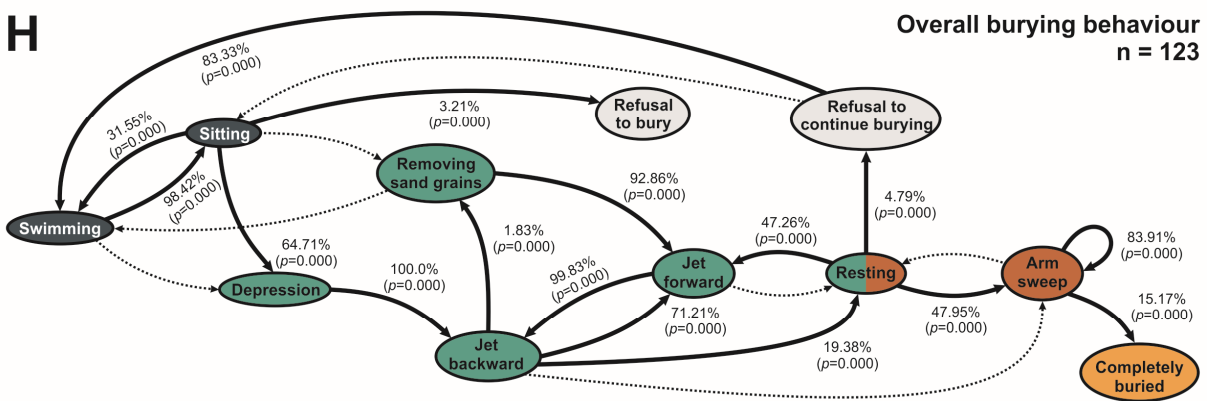 H
Overall burying behaviour
n = 123
83.33%
(p=0.000)
31.55%
(p=0.000)
Sitting
3.21%
(p=0.000)
Refusal
to bury
Refusal to
continue burying
98.42%
(p=0.000)
Removing
sand grains
92.86%
(p=0.000)
4.79%
(p=0.000)
Swimming
64.71%
(p=0.000)
1.83%
(p=0.000)
47.26%
(p=0.000)
83.91%
(p=0.000)
Depression
100.0%
(p=0.000)
99.83%
(p=0.000)
Jet
forward
Resting
Arm
sweep
71.21%
(p=0.000)
47.95%
(p=0.000)
15.17%
(p=0.000)
Jet
backward
19.38%
(p=0.000)
Completely
buried